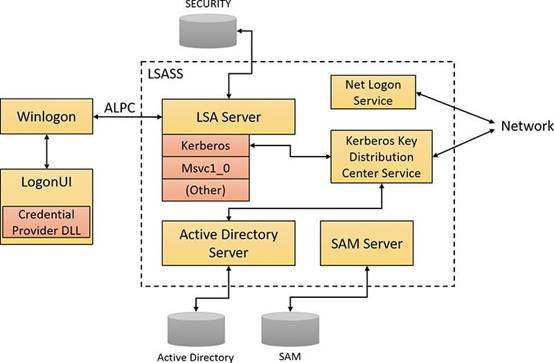 SECURITY
LSASS
Net Logon
Service
ALPC
Winlogon
LSA Server
Network
Kerberos
Kerberos Key
Distribution
Center Service
Msvc1_0
LogonUI
(Other)
Credential
Provider DLL
Active Directory
Server
SAM Server
Active Directory
SAM